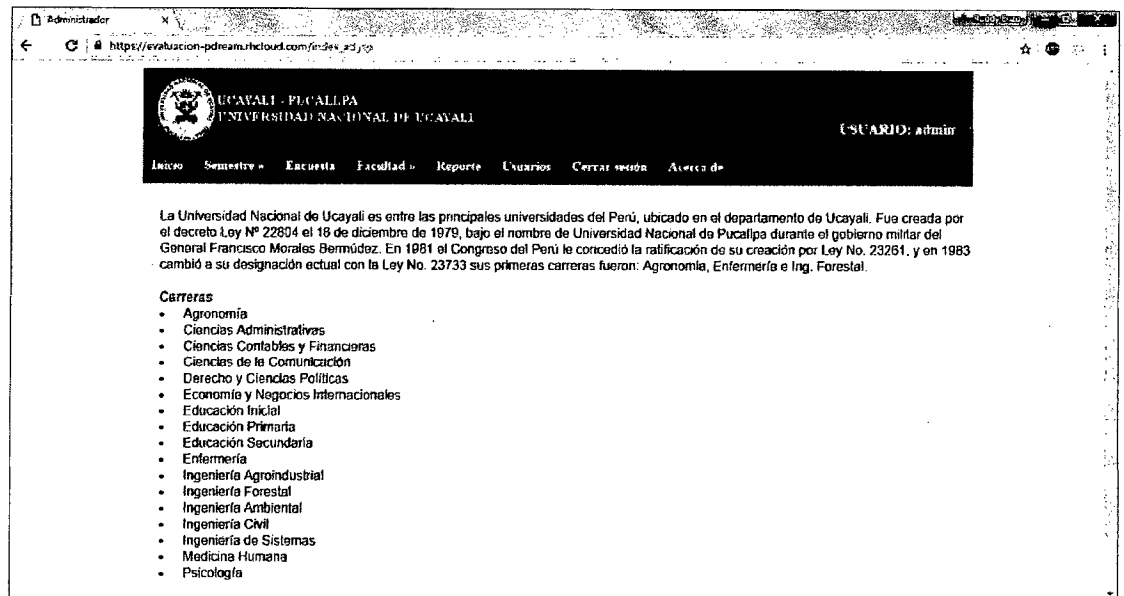 Administrador
https://evaluacion-pdream.rhcloud.com/index_ad.jsp
UCAYALI - PUCALLPA
UNIVERSIDAD NACIONAL DE UCAYALI
USUARIO: admin
Inicio Semestre » Encuesta Facultad » Reporte Usuarios Cerrar sesión Acerca de
La Universidad Nacional de Ucayali es entre las principales universidades del Perú, ubicado en el departamento de Ucayali. Fue creada por
el decreto Ley Nº 22804 el 18 de diciembre de 1979, bajo el nombre de Universidad Nacional de Pucallpa durante el gobierno militar del
General Francisco Morales Bermúdez. En 1981 el Congreso del Perú le concedió la ratificación de su creación por Ley No. 23261, y en 1983
cambió a su designación actual con la Ley No. 23733 sus primeras carreras fueron: Agronomía, Enfermería e Ing. Forestal.
Carreras
• Agronomía
• Ciencias Administrativas
• Ciencias Contables y Financieras
• Ciencias de la Comunicación
• Derecho y Ciencias Políticas
• Economía y Negocios Internacionales
• Educación Inicial
• Educación Primaria
• Educación Secundaria
• Enfermería
• Ingeniería Agroindustrial
• Ingeniería Forestal
• Ingeniería Ambiental
• Ingeniería Civil
• Ingeniería de Sistemas
• Medicina Humana
• Psicología